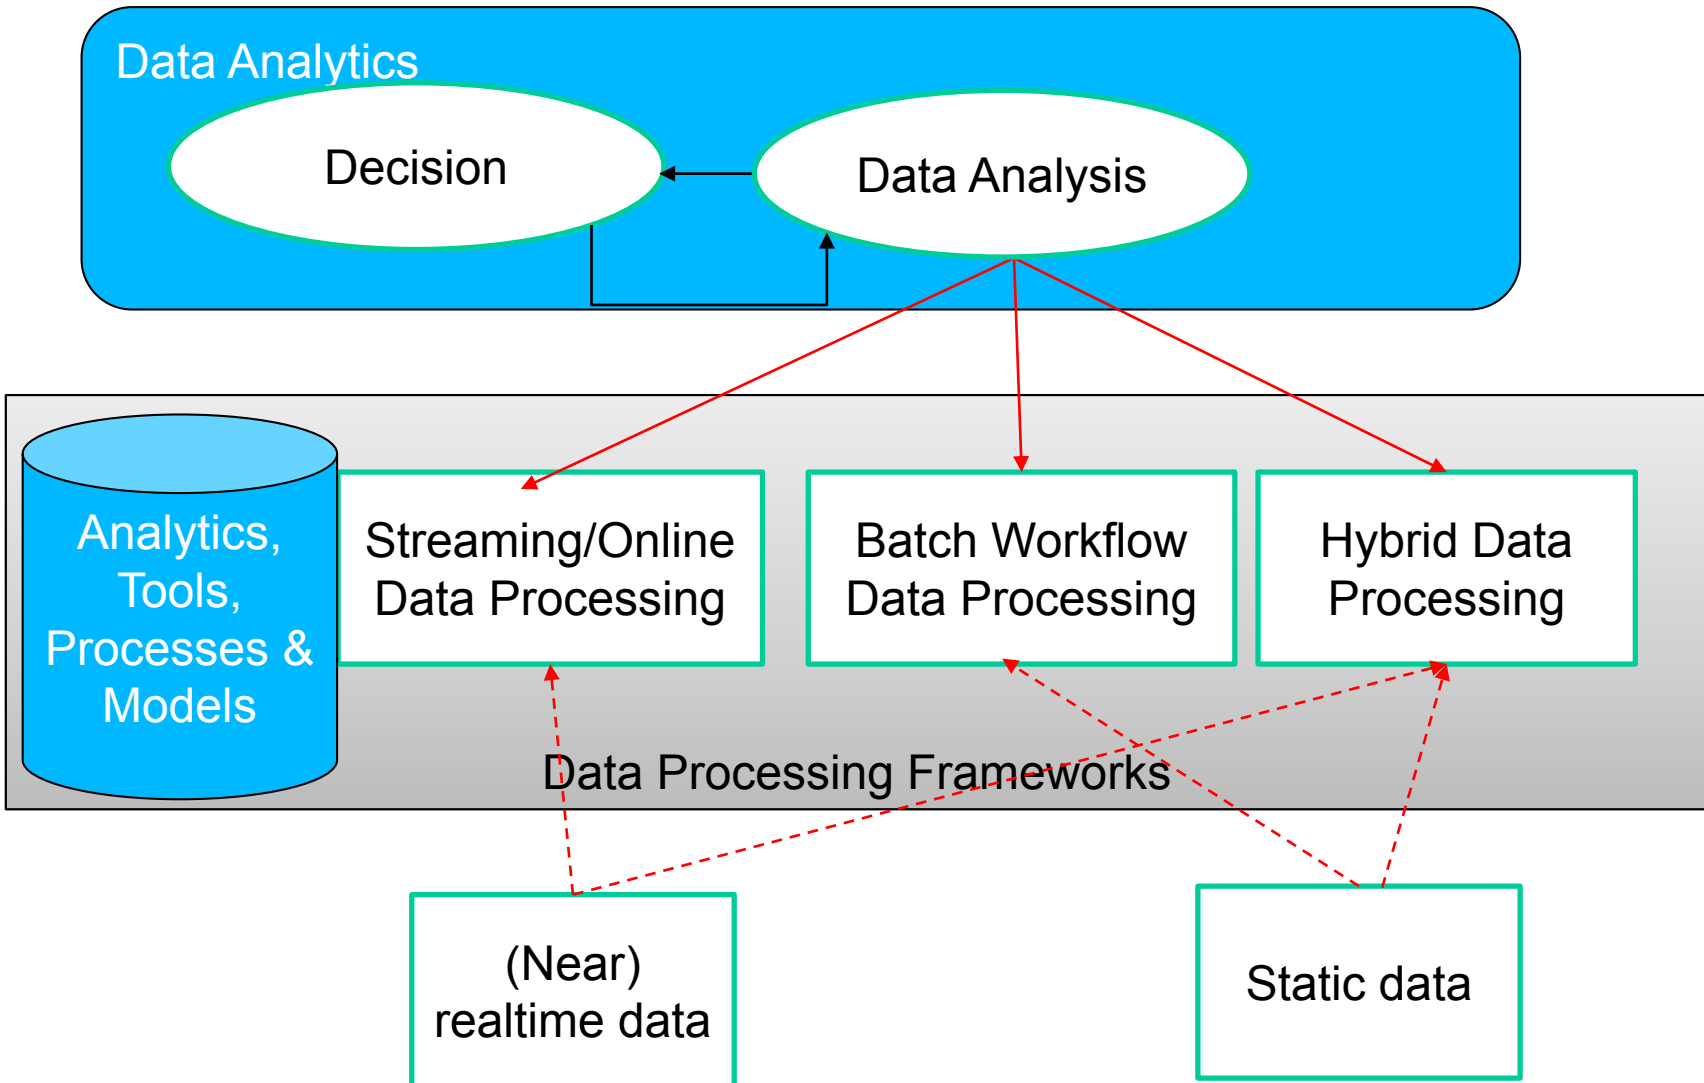 Data Analytics
Decision
Data Analysis
Analytics,
Tools,
Processes &
Models
Streaming/Online
Data Processing
Batch Workflow
Data Processing
Hybrid Data
Processing
Data Processing Frameworks
(Near)
realtime data
Static data